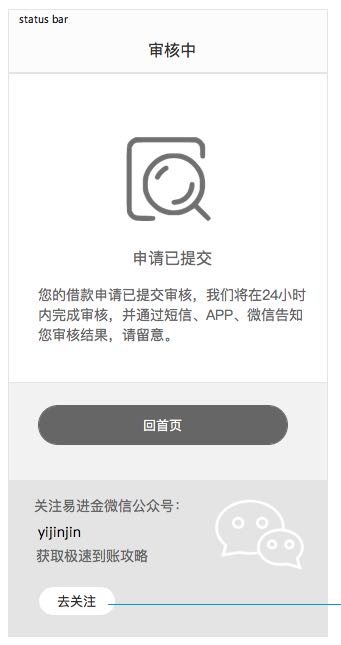 status bar
审核中
申请已提交
您的借款申请已提交审核，我们将在24小时
内完成审核，并通过短信、APP、微信告知
您审核结果，请留意。
回首页
关注易进金微信公众号：
yijinjin
获取极速到账攻略
去关注